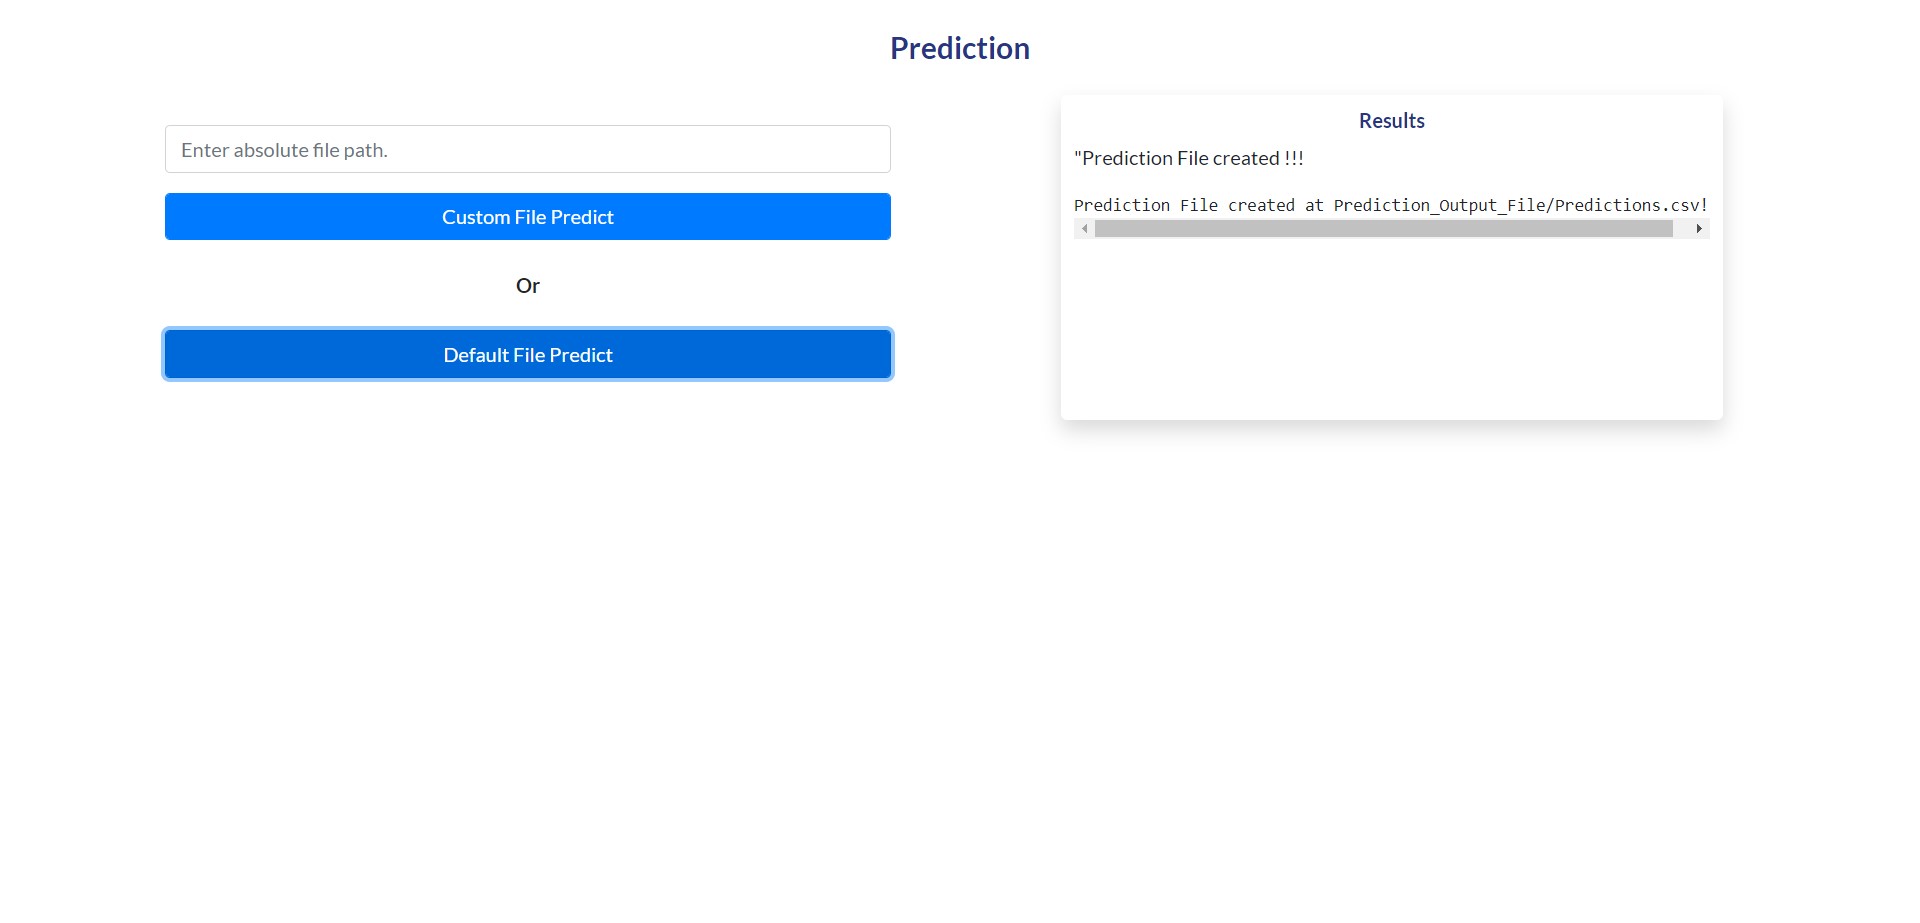 Prediction
Enter absolute file path.
Custom File Predict
Or
Default File Predict
Results
"Prediction File created !!!
Prediction File created at Prediction_Output_File/Predictions.csv!